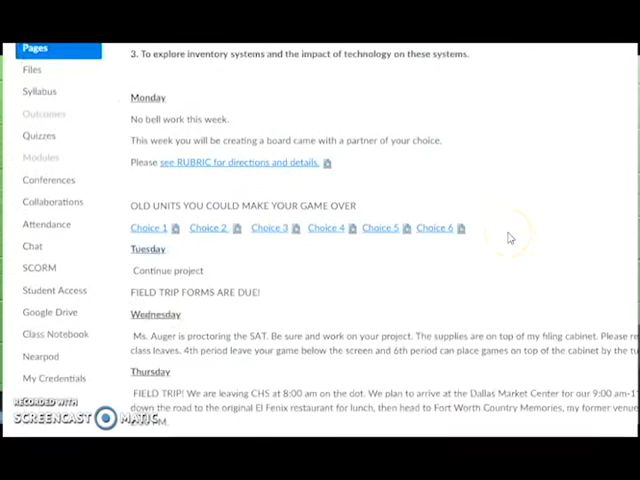 Pages
3. To explore inventory systems and the impact of technology on these systems.
Files
Syllabus
Monday
Outcomes
No bell work this week.
Quizzes
This week you will be creating a board came with a partner of your choice.
Modules
Please see RUBRIC for directions and details.
Conferences
Collaborations
OLD UNITS YOU COULD MAKE YOUR GAME OVER
Attendance
Choice 1 Choice 2 Choice 3 Choice 4 Choice 5 Choice 6
Chat
Tuesday
SCORM
Continue project
Student Access
FIELD TRIP FORMS ARE DUE!
Google Drive
Wednesday
Class Notebook
Ms. Auger is proctoring the SAT. Be sure and work on your project. The supplies are on top of my filing cabinet. Please re
Nearpod
class leaves. 4th period leave your game below the screen and 6th period can place games on top of the cabinet by the tu
My Credentials
Thursday
FIELD TRIP! We are leaving CHS at 8:00 am on the dot. We plan to arrive at the Dallas Market Center for our 9:00 am-1
down the road to the original El Fenix restaurant for lunch, then head to Fort Worth Country Memories, my former venue
PM.
RECORDED WITH
SCREENCAST MATIC